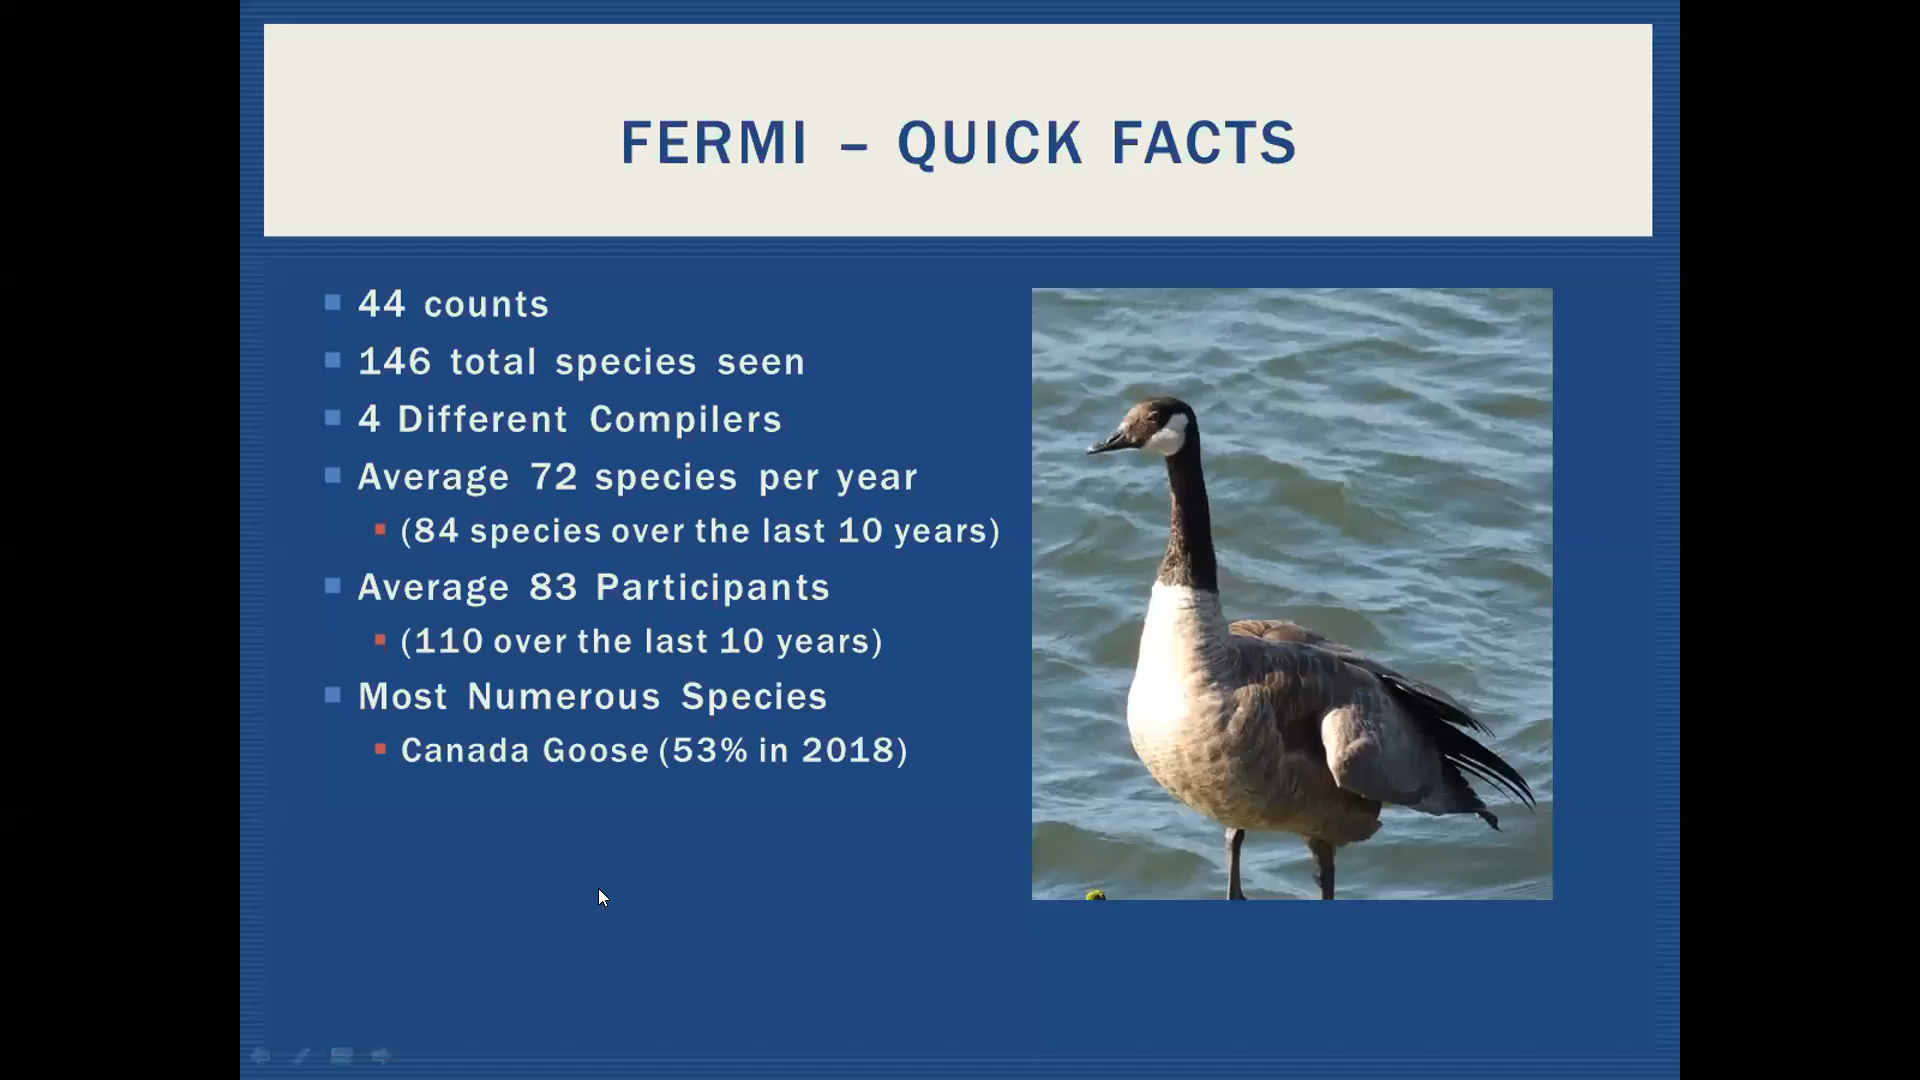 FERMI – QUICK FACTS
44 counts
146 total species seen
4 Different Compilers
Average 72 species per year
(84 species over the last 10 years)
Average 83 Participants
(110 over the last 10 years)
Most Numerous Species
Canada Goose (53% in 2018)